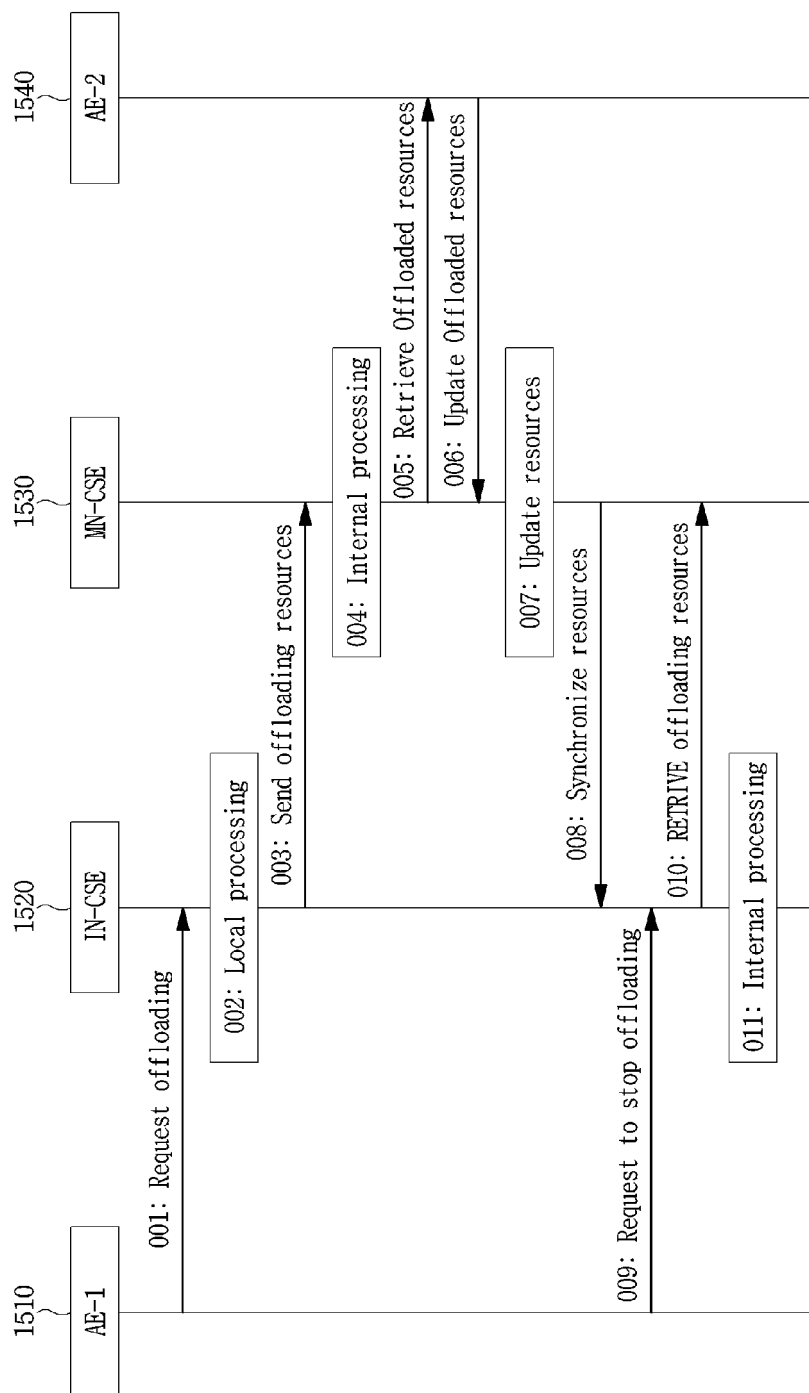 1510
AE-1
1520
IN-CSE
1530
MN-CSE
1540
AE-2
001: Request offloading
002: Local processing
003: Send offloading resources
004: Internal processing
005: Retrieve Offloaded resources
006: Update Offloaded resources
007: Update resources
008: Synchronize resources
009: Request to stop offloading
010: RETRIVE offloading resources
011: Internal processing